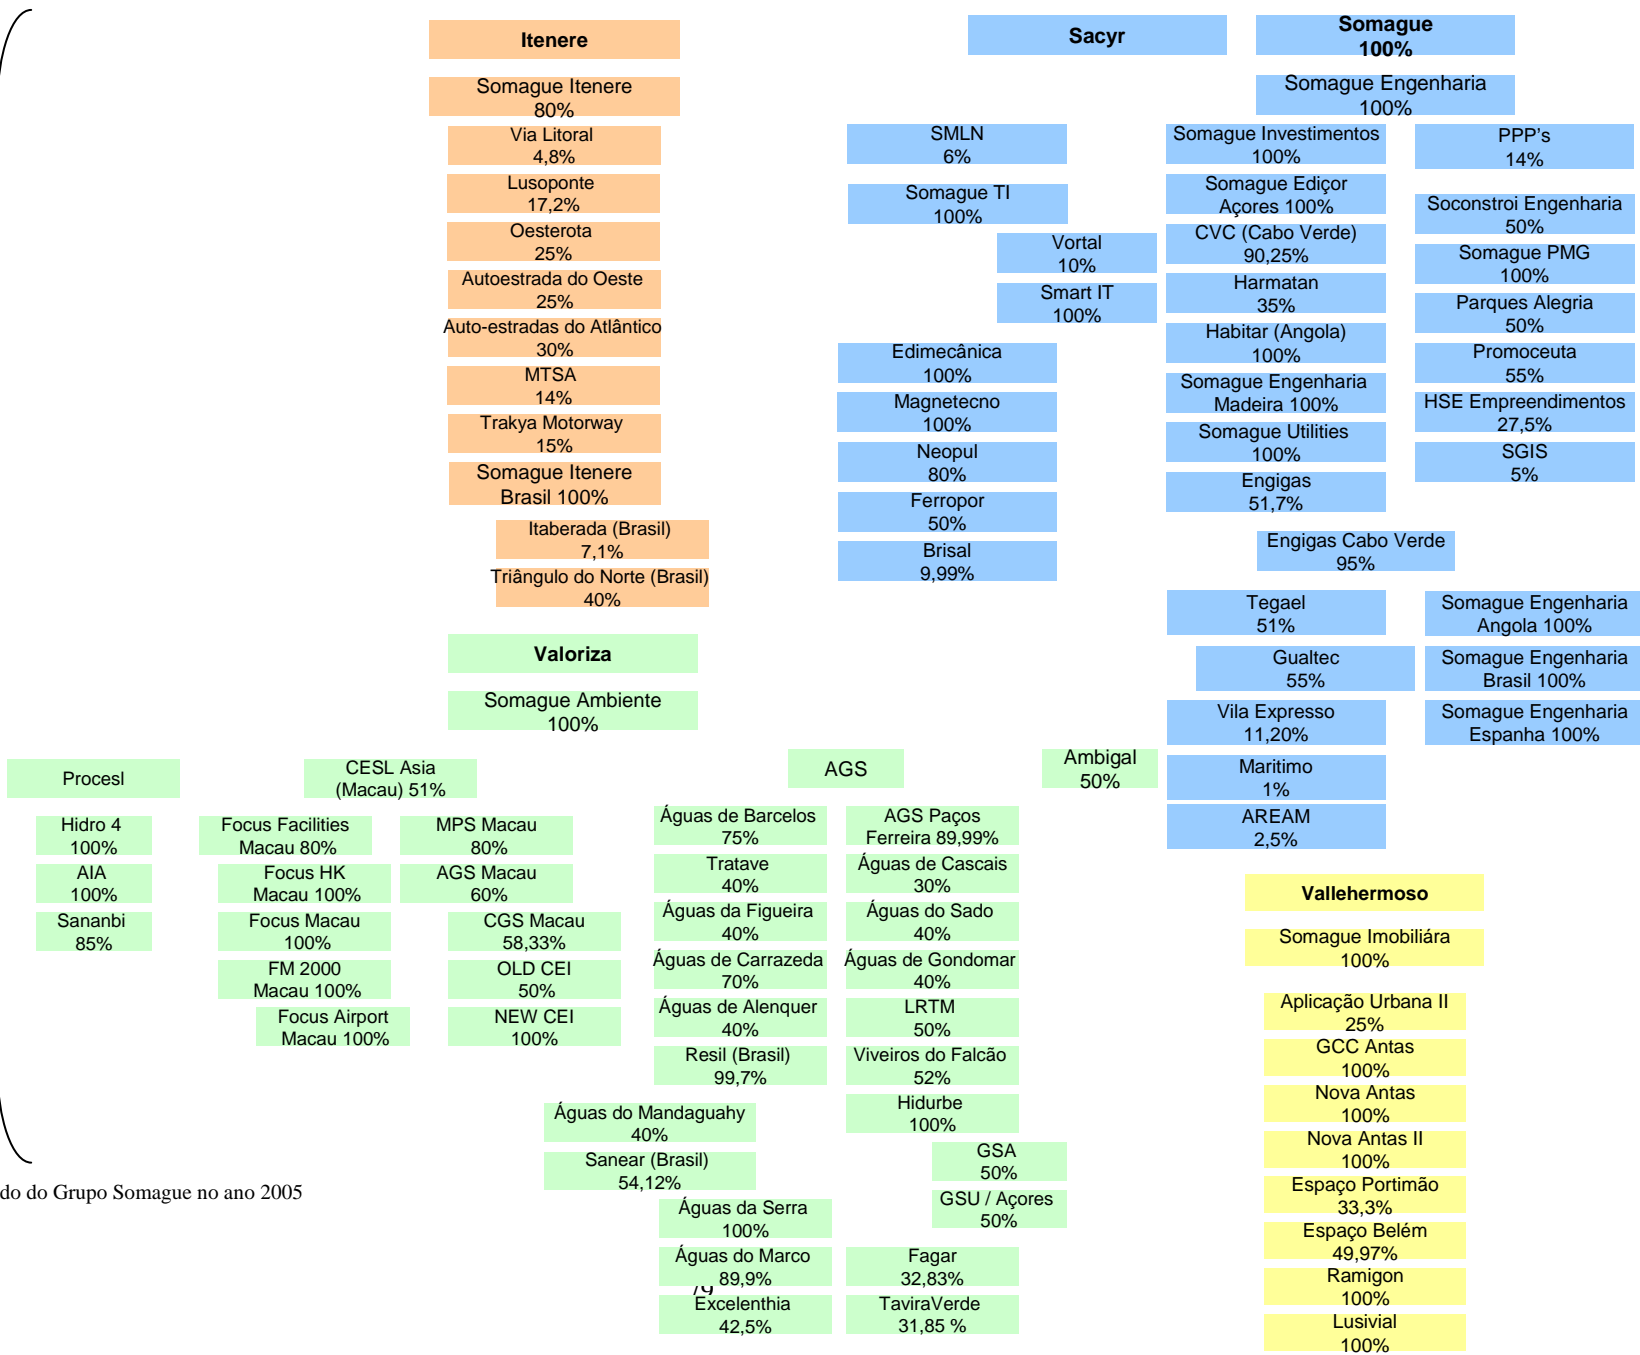 Itenere
Somague Itenere
80%
Via Litoral
4,8%
Lusoponte
17,2%
Oesterota
25%
Autoestrada do Oeste
25%
Auto-estradas do Atlântico
30%
MTSA
14%
Trakya Motorway
15%
Somague Itenere
Brasil 100%
Itaberada (Brasil)
7,1%
Triângulo do Norte (Brasil)
40%
Sacyr
Somague
100%
Somague Engenharia
100%
SMLN
6%
Somague TI
100%
Vortal
10%
Smart IT
100%
Edimecânica
100%
Magnetecno
100%
Neopul
80%
Ferropor
50%
Brisal
9,99%
Somague Investimentos
100%
Somague Ediçor
Açores 100%
CVC (Cabo Verde)
90,25%
Harmatan
35%
Habitar (Angola)
100%
Somague Engenharia
Madeira 100%
Somague Utilities
100%
Engigas
51,7%
Engigas Cabo Verde
95%
Tegael
51%
Gualtec
55%
Vila Expresso
11,20%
Maritimo
1%
AREAM
2,5%
PPP's
14%
Soconstroi Engenharia
50%
Somague PMG
100%
Parques Alegria
50%
Promoceuta
55%
HSE Empreendimentos
27,5%
SGIS
5%
Somague Engenharia
Angola 100%
Somague Engenharia
Brasil 100%
Somague Engenharia
Espanha 100%
Valoriza
Somague Ambiente
100%
Procesl
Hidro 4
100%
AIA
100%
Sananbi
85%
CESL Asia
(Macau) 51%
Focus Facilities
Macau 80%
Focus HK
Macau 100%
Focus Macau
100%
FM 2000
Macau 100%
Focus Airport
Macau 100%
MPS Macau
80%
AGS Macau
60%
CGS Macau
58,33%
OLD CEI
50%
NEW CEI
100%
AGS
Águas de Barcelos
75%
Tratave
40%
Águas da Figueira
40%
Águas de Carrazeda
70%
Águas de Alenquer
40%
Resil (Brasil)
99,7%
Águas do Mandaguahy
40%
Sanear (Brasil)
54,12%
Águas da Serra
100%
Águas do Marco
89,9%
Excelenthia
42,5%
AGS Paços
Ferreira 89,99%
Águas de Cascais
30%
Águas do Sado
40%
Águas de Gondomar
40%
LRTM
50%
Viveiros do Falcão
52%
Hidurbe
100%
GSA
50%
GSU / Açores
50%
Fagar
32,83%
TaviraVerde
31,85 %
Ambigal
50%
Vallehermoso
Somague Imobiliára
100%
Aplicação Urbana II
25%
GCC Antas
100%
Nova Antas
100%
Nova Antas II
100%
Espaço Portimão
33,3%
Espaço Belém
49,97%
Ramigon
100%
Lusivial
100%
do do Grupo Somague no ano 2005